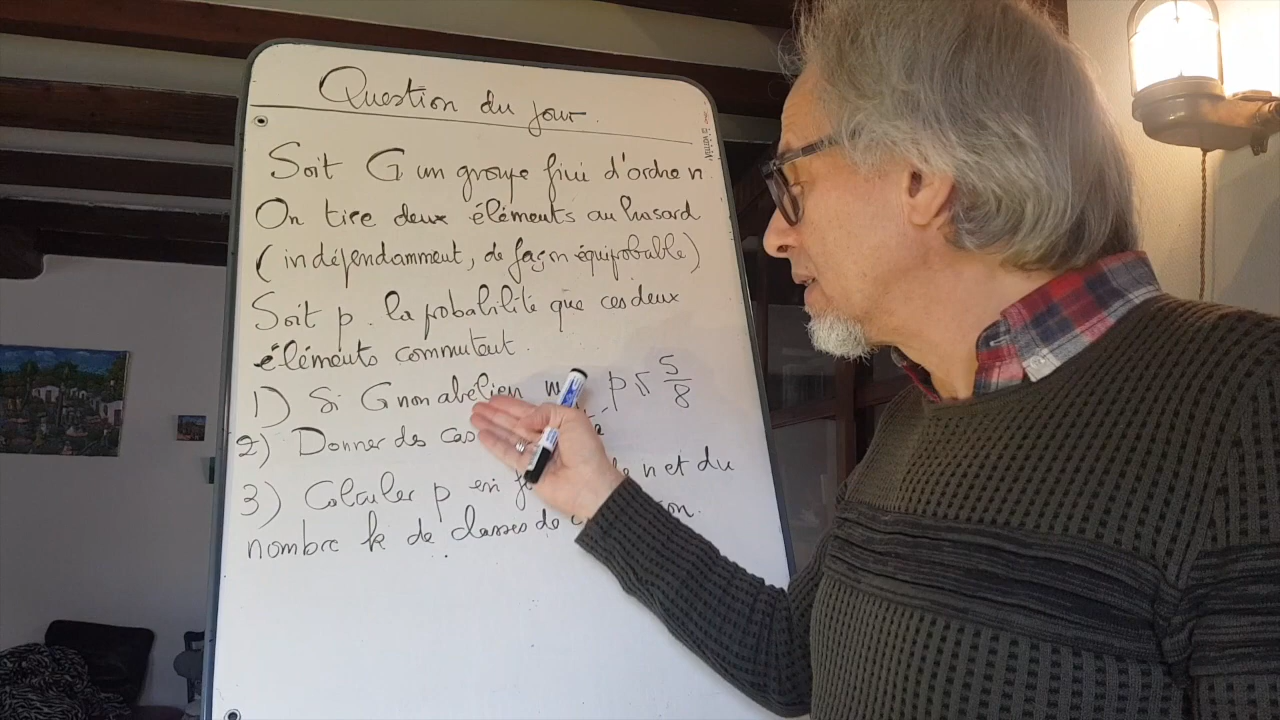 Question du jour.
Soit G un groupe fini d'ordre n
On tire deux éléments au hasard
(indépendamment, de façon équiprobable)
Soit p. la probabilité que ces deux
éléments commutent.
1) Si G non abélien p ≤ 5/8
2) Donner des cas
3) Calculer p en n et du
nombre k de classes de